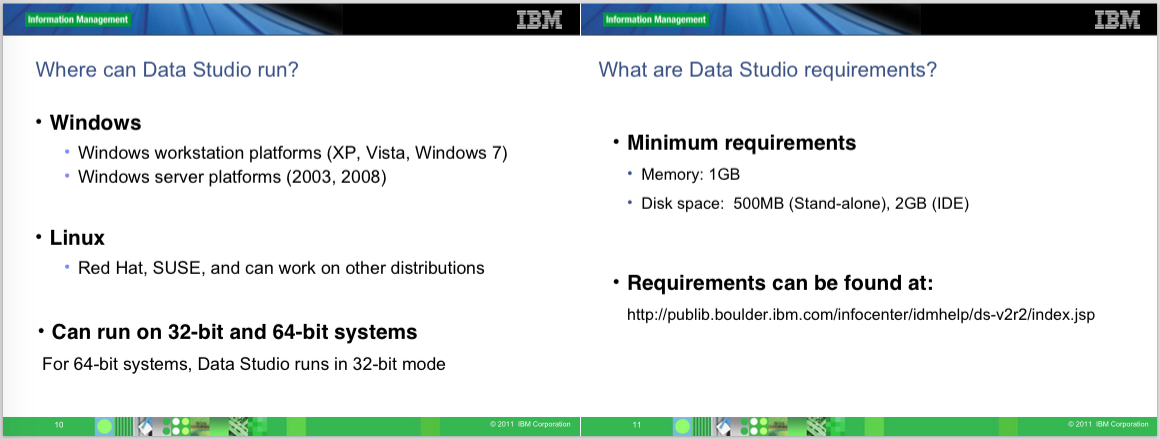 Information Management
IBM
Where can Data Studio run?
• Windows
• Windows workstation platforms (XP, Vista, Windows 7)
• Windows server platforms (2003, 2008)
• Linux
• Red Hat, SUSE, and can work on other distributions
• Can run on 32-bit and 64-bit systems
For 64-bit systems, Data Studio runs in 32-bit mode
10
© 2011 IBM Corporation
Information Management
IBM
What are Data Studio requirements?
• Minimum requirements
• Memory: 1GB
• Disk space: 500MB (Stand-alone), 2GB (IDE)
• Requirements can be found at:
http://publib.boulder.ibm.com/infocenter/idmhelp/ds-v2r2/index.jsp
11
© 2011 IBM Corporation